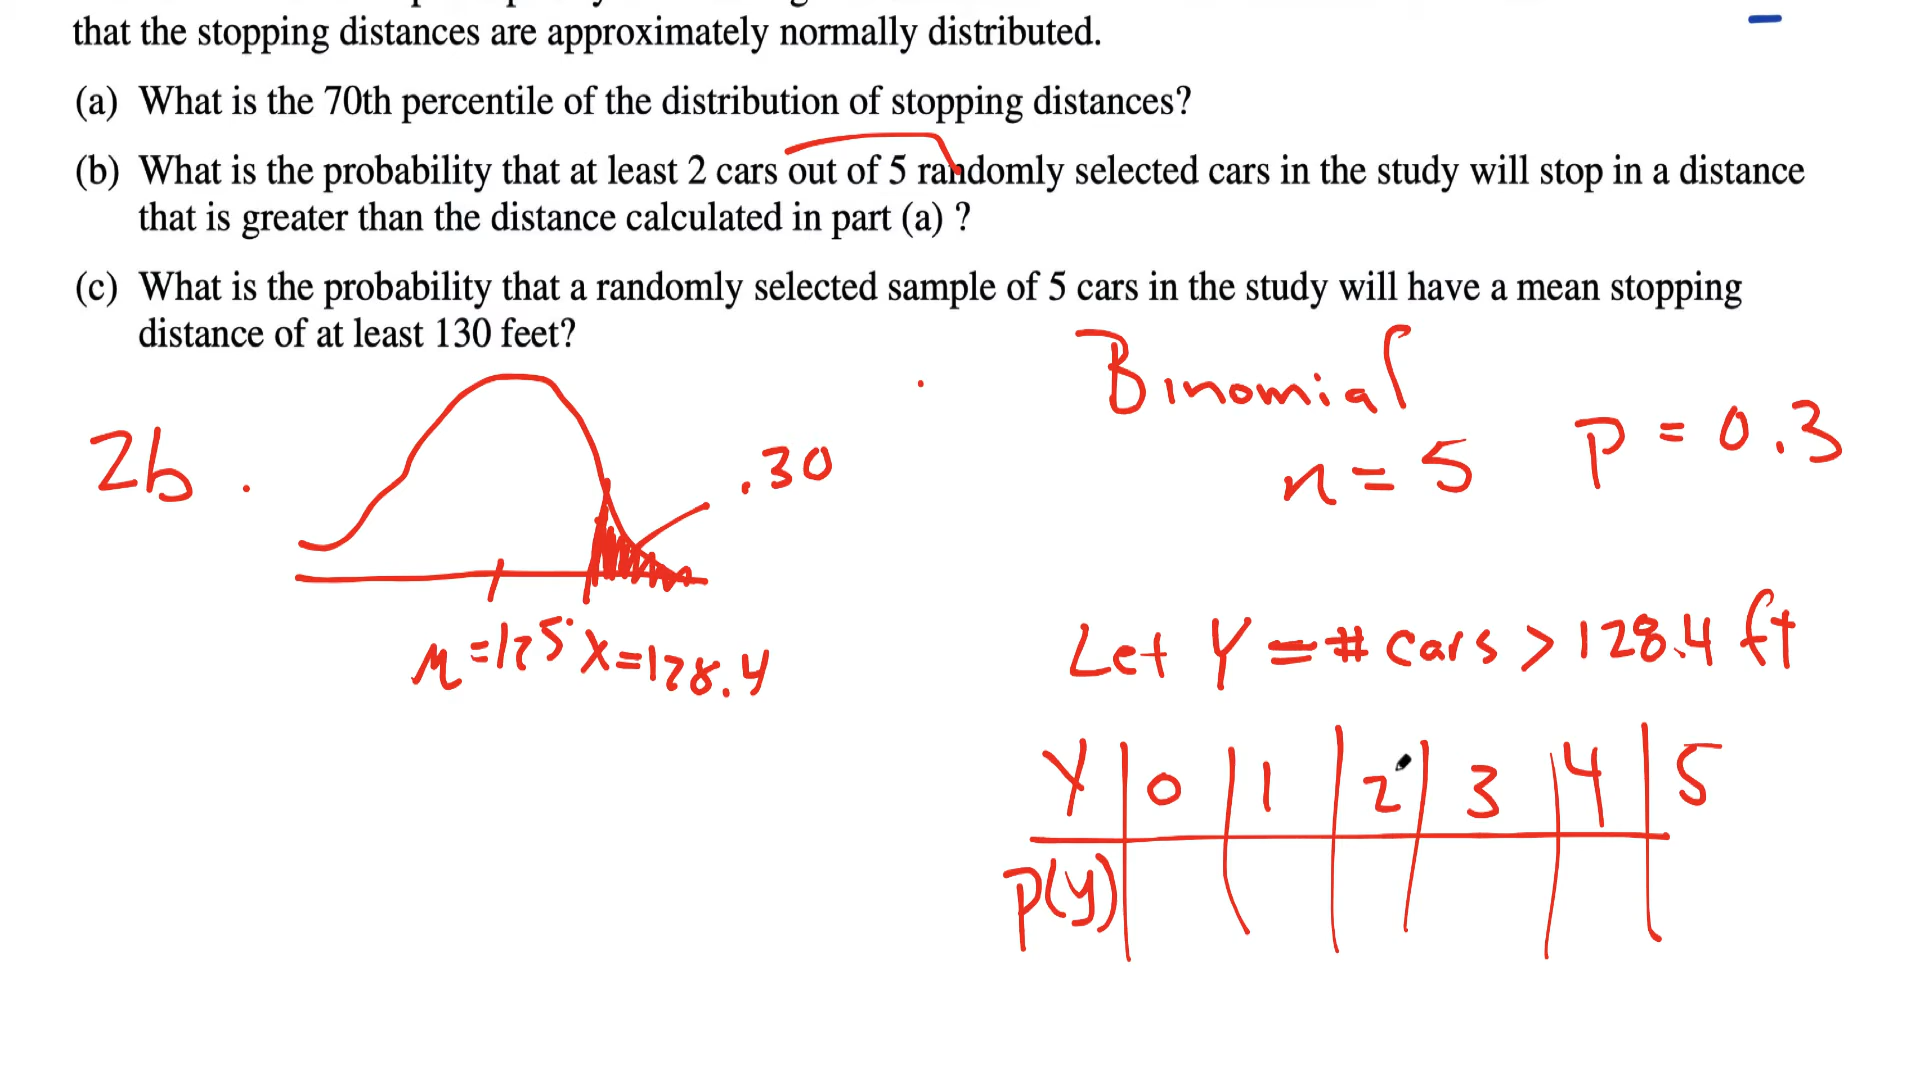 that the stopping distances are approximately normally distributed.
(a) What is the 70th percentile of the distribution of stopping distances?
(b) What is the probability that at least 2 cars out of 5 randomly selected cars in the study will stop in a distance
that is greater than the distance calculated in part (a) ?
(c) What is the probability that a randomly selected sample of 5 cars in the study will have a mean stopping
distance of at least 130 feet?
Binomial
2b.
.30
n = 5 P = 0.3
μ = 125 x = 128.4
Let Y = # cars > 128.4 ft
Y 0 1 2 3 4 5
P(y)